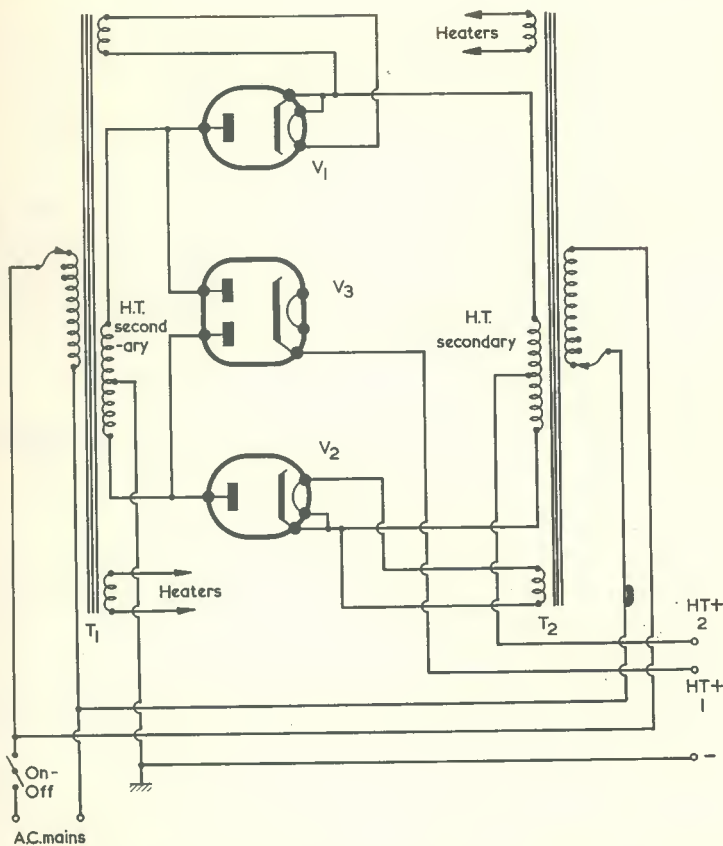 Heaters
V1
V3
H.T.
second
-ary
H.T.
secondary
V2
Heaters
T1
T2
HT+
2
HT+
1
-
On-
Off
A.C. mains